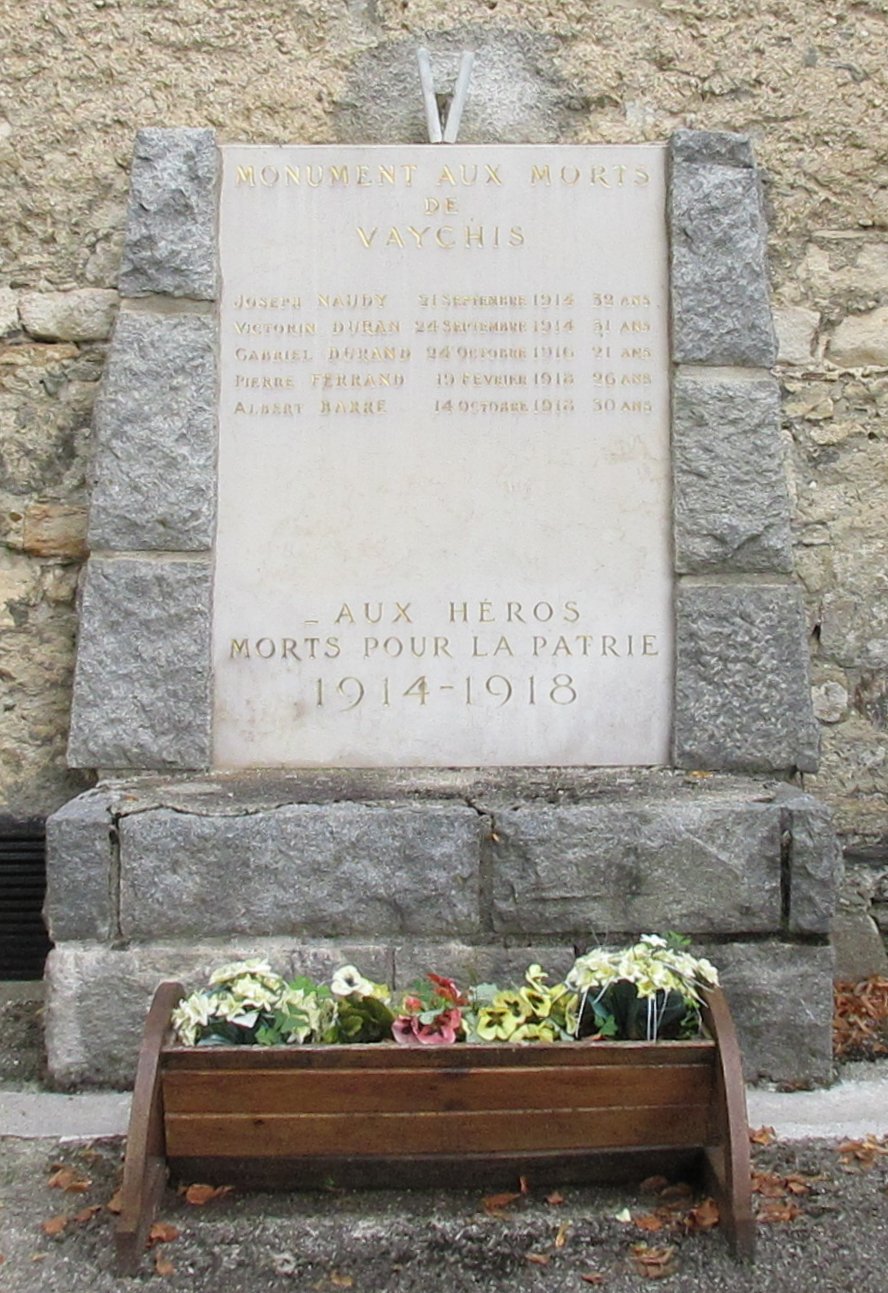 MONUMENT AUX MORTS
DE
VAYCHIS
JOSEPH NAUDY 21 SEPTEMBRE 1914 32 ANS
VICTORIN DURAN 24 SEPTEMBRE 1914 31 ANS
GABRIEL DURAND 24 OCTOBRE 1916 21 ANS
PIERRE FERRAND 19 FEVRIER 1918 26 ANS
ALBERT BARRE 14 OCTOBRE 1918 30 ANS
_ AUX HÉROS
MORTS POUR LA PATRIE _
1914-1918